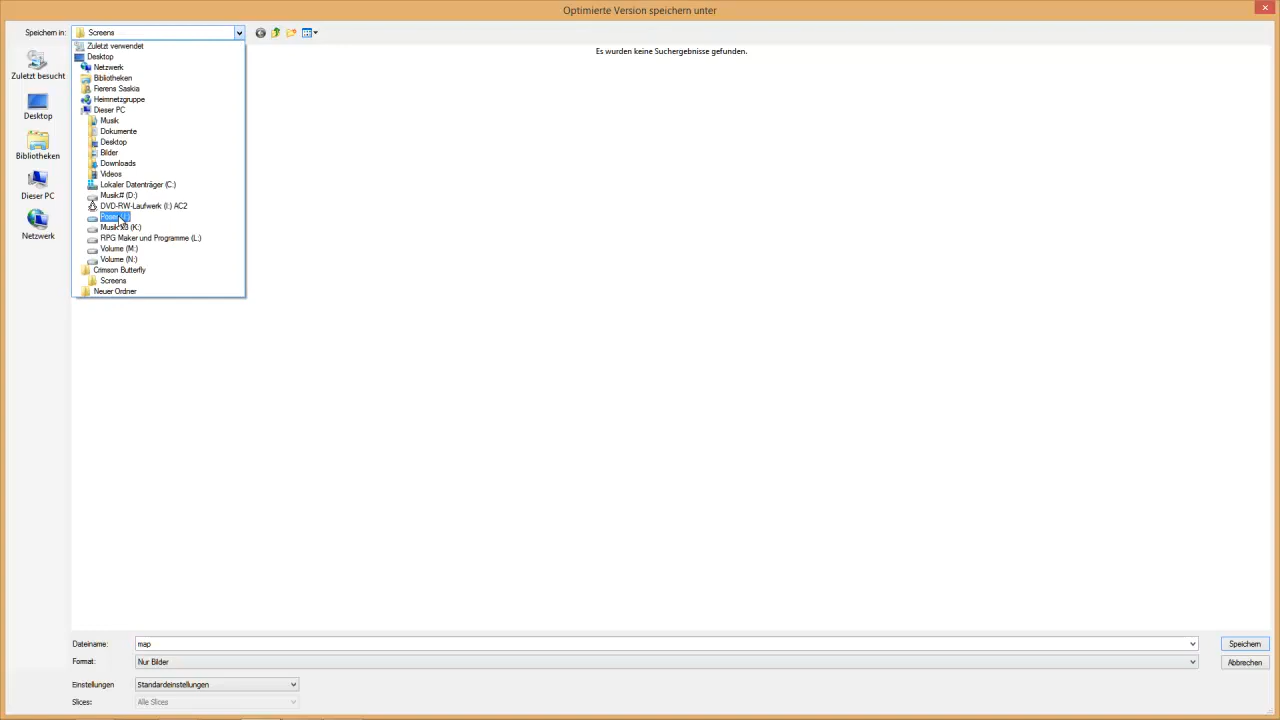 Optimierte Version speichern unter
Speichern in:
Screens
Es wurden keine Suchergebnisse gefunden.
Zuletzt besucht
Desktop
Bibliotheken
Dieser PC
Netzwerk
Zuletzt verwendet
Desktop
Netzwerk
Bibliotheken
Fierens Saskia
Heimnetzgruppe
Dieser PC
Musik
Dokumente
Desktop
Bilder
Downloads
Videos
Lokaler Datenträger (C:)
Musik# (D:)
DVD-RW-Laufwerk (I:) AC2
(K:)
RPG Maker und Programme (L:)
Volume (M:)
Volume (N:)
Crimson Butterfly
Screens
Neuer Ordner
Dateiname:
map
Speichern
Format:
Nur Bilder
Abbrechen
Einstellungen
Standardeinstellungen
Slices:
Alle Slices